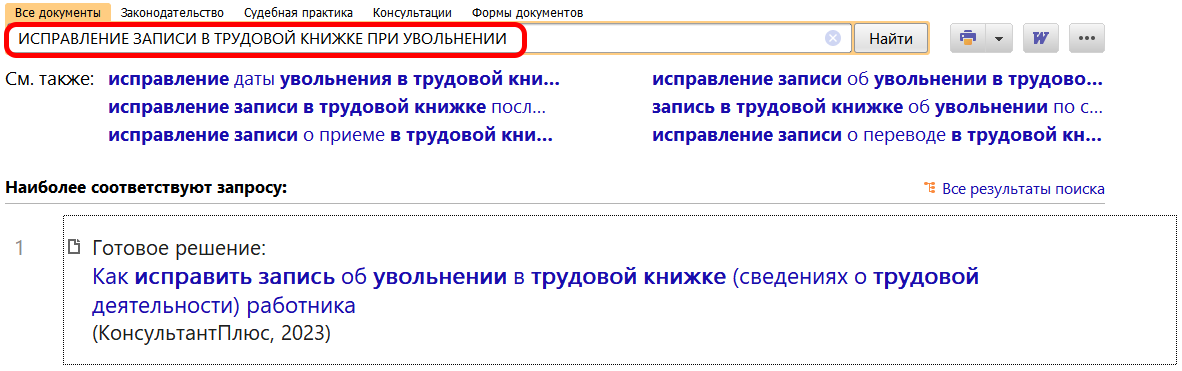 Все документы Законодательство Судебная практика Консультации Формы документов
ИСПРАВЛЕНИЕ ЗАПИСИ В ТРУДОВОЙ КНИЖКЕ ПРИ УВОЛЬНЕНИИ Найти W
См. также: исправление даты увольнения в трудовой кни... исправление записи об увольнении в трудово...
исправление записи в трудовой книжке посл... запись в трудовой книжке об увольнении по с...
исправление записи о приеме в трудовой кни... исправление записи о переводе в трудовой кн...
Наиболее соответствуют запросу: Все результаты поиска
1 Готовое решение:
Как исправить запись об увольнении в трудовой книжке (сведениях о трудовой
деятельности) работника
(КонсультантПлюс, 2023)